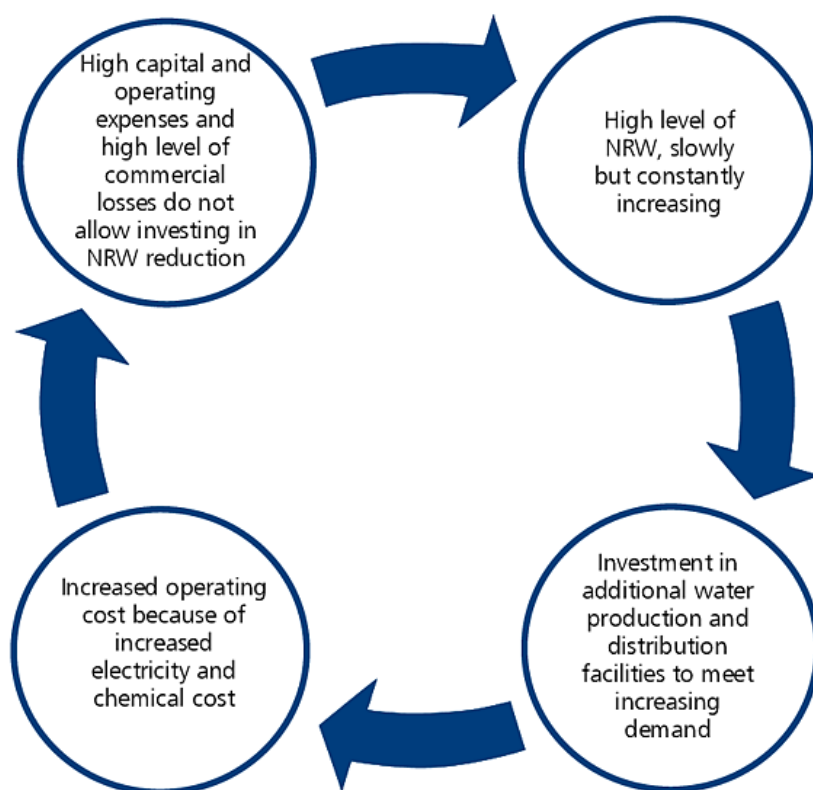 High capital and
operating
expenses and
high level of
commercial
losses do not
allow investing in
NRW reduction
High level of
NRW, slowly
but constantly
increasing
Investment in
additional water
production and
distribution
facilities to meet
increasing
demand
Increased operating
cost because of
increased
electricity and
chemical cost